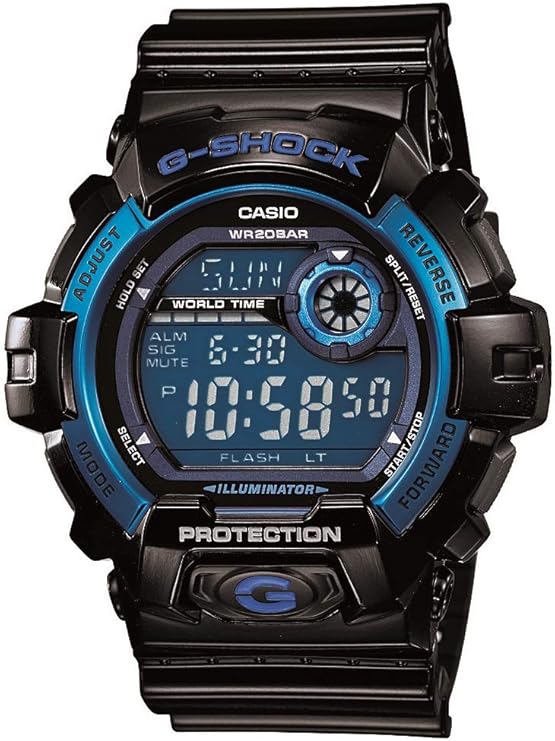 G-SHOCK
CASIO
WR20BAR
ADJUST
HOLD SET
SUN
SPLIT/RESET
REVERSE
WORLD TIME
ALM
SIG
MUTE
6-30
P 10:58 50
FLASH LT
SELECT
START/STOP
MODE
FORWARD
ILLUMINATOR
PROTECTION
G